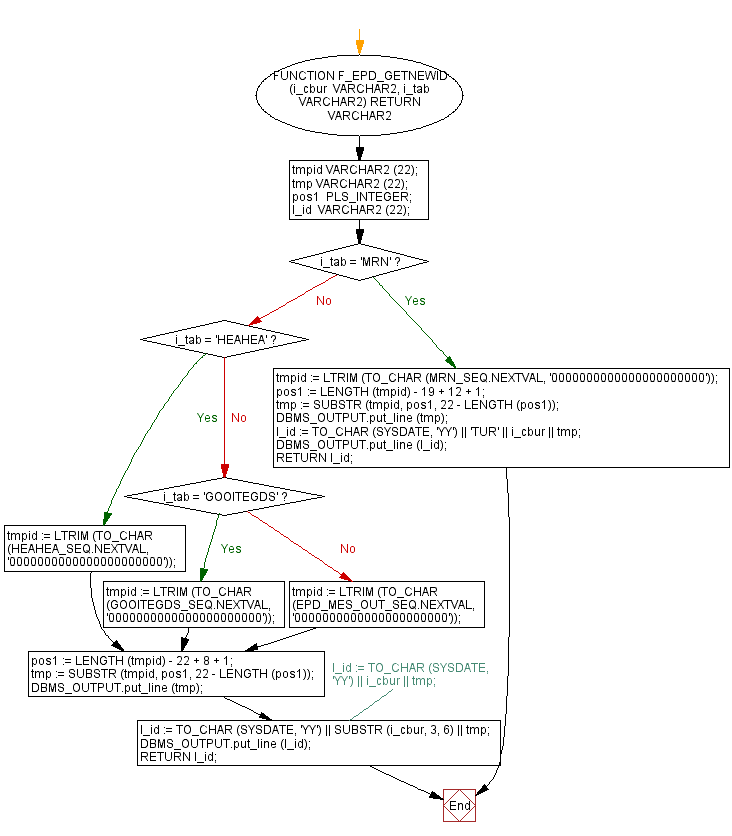 FUNCTION F_EPD_GETNEWID
(i_cbur VARCHAR2, i_tab
VARCHAR2) RETURN
VARCHAR2
tmpid VARCHAR2 (22);
tmp VARCHAR2 (22);
pos1 PLS_INTEGER;
l_id VARCHAR2 (22);
i_tab = 'MRN' ?
No
Yes
i_tab = 'HEAHEA' ?
tmpid := LTRIM (TO_CHAR (MRN_SEQ.NEXTVAL, '0000000000000000000000'));
pos1 := LENGTH (tmpid) - 19 + 12 + 1;
tmp := SUBSTR (tmpid, pos1, 22 - LENGTH (pos1));
DBMS_OUTPUT.put_line (tmp);
l_id := TO_CHAR (SYSDATE, 'YY') || 'TUR' || i_cbur || tmp;
DBMS_OUTPUT.put_line (l_id);
RETURN l_id;
Yes
No
i_tab = 'GOOITEGDS' ?
tmpid := LTRIM (TO_CHAR
(HEAHEA_SEQ.NEXTVAL,
'0000000000000000000000'));
Yes
No
tmpid := LTRIM (TO_CHAR
(GOOITEGDS_SEQ.NEXTVAL,
'0000000000000000000000'));
tmpid := LTRIM (TO_CHAR
(EPD_MES_OUT_SEQ.NEXTVAL,
'0000000000000000000000'));
pos1 := LENGTH (tmpid) - 22 + 8 + 1;
tmp := SUBSTR (tmpid, pos1, 22 - LENGTH (pos1));
DBMS_OUTPUT.put_line (tmp);
l_id := TO_CHAR (SYSDATE,
'YY') || i_cbur || tmp;
l_id := TO_CHAR (SYSDATE, 'YY') || SUBSTR (i_cbur, 3, 6) || tmp;
DBMS_OUTPUT.put_line (l_id);
RETURN l_id;
End